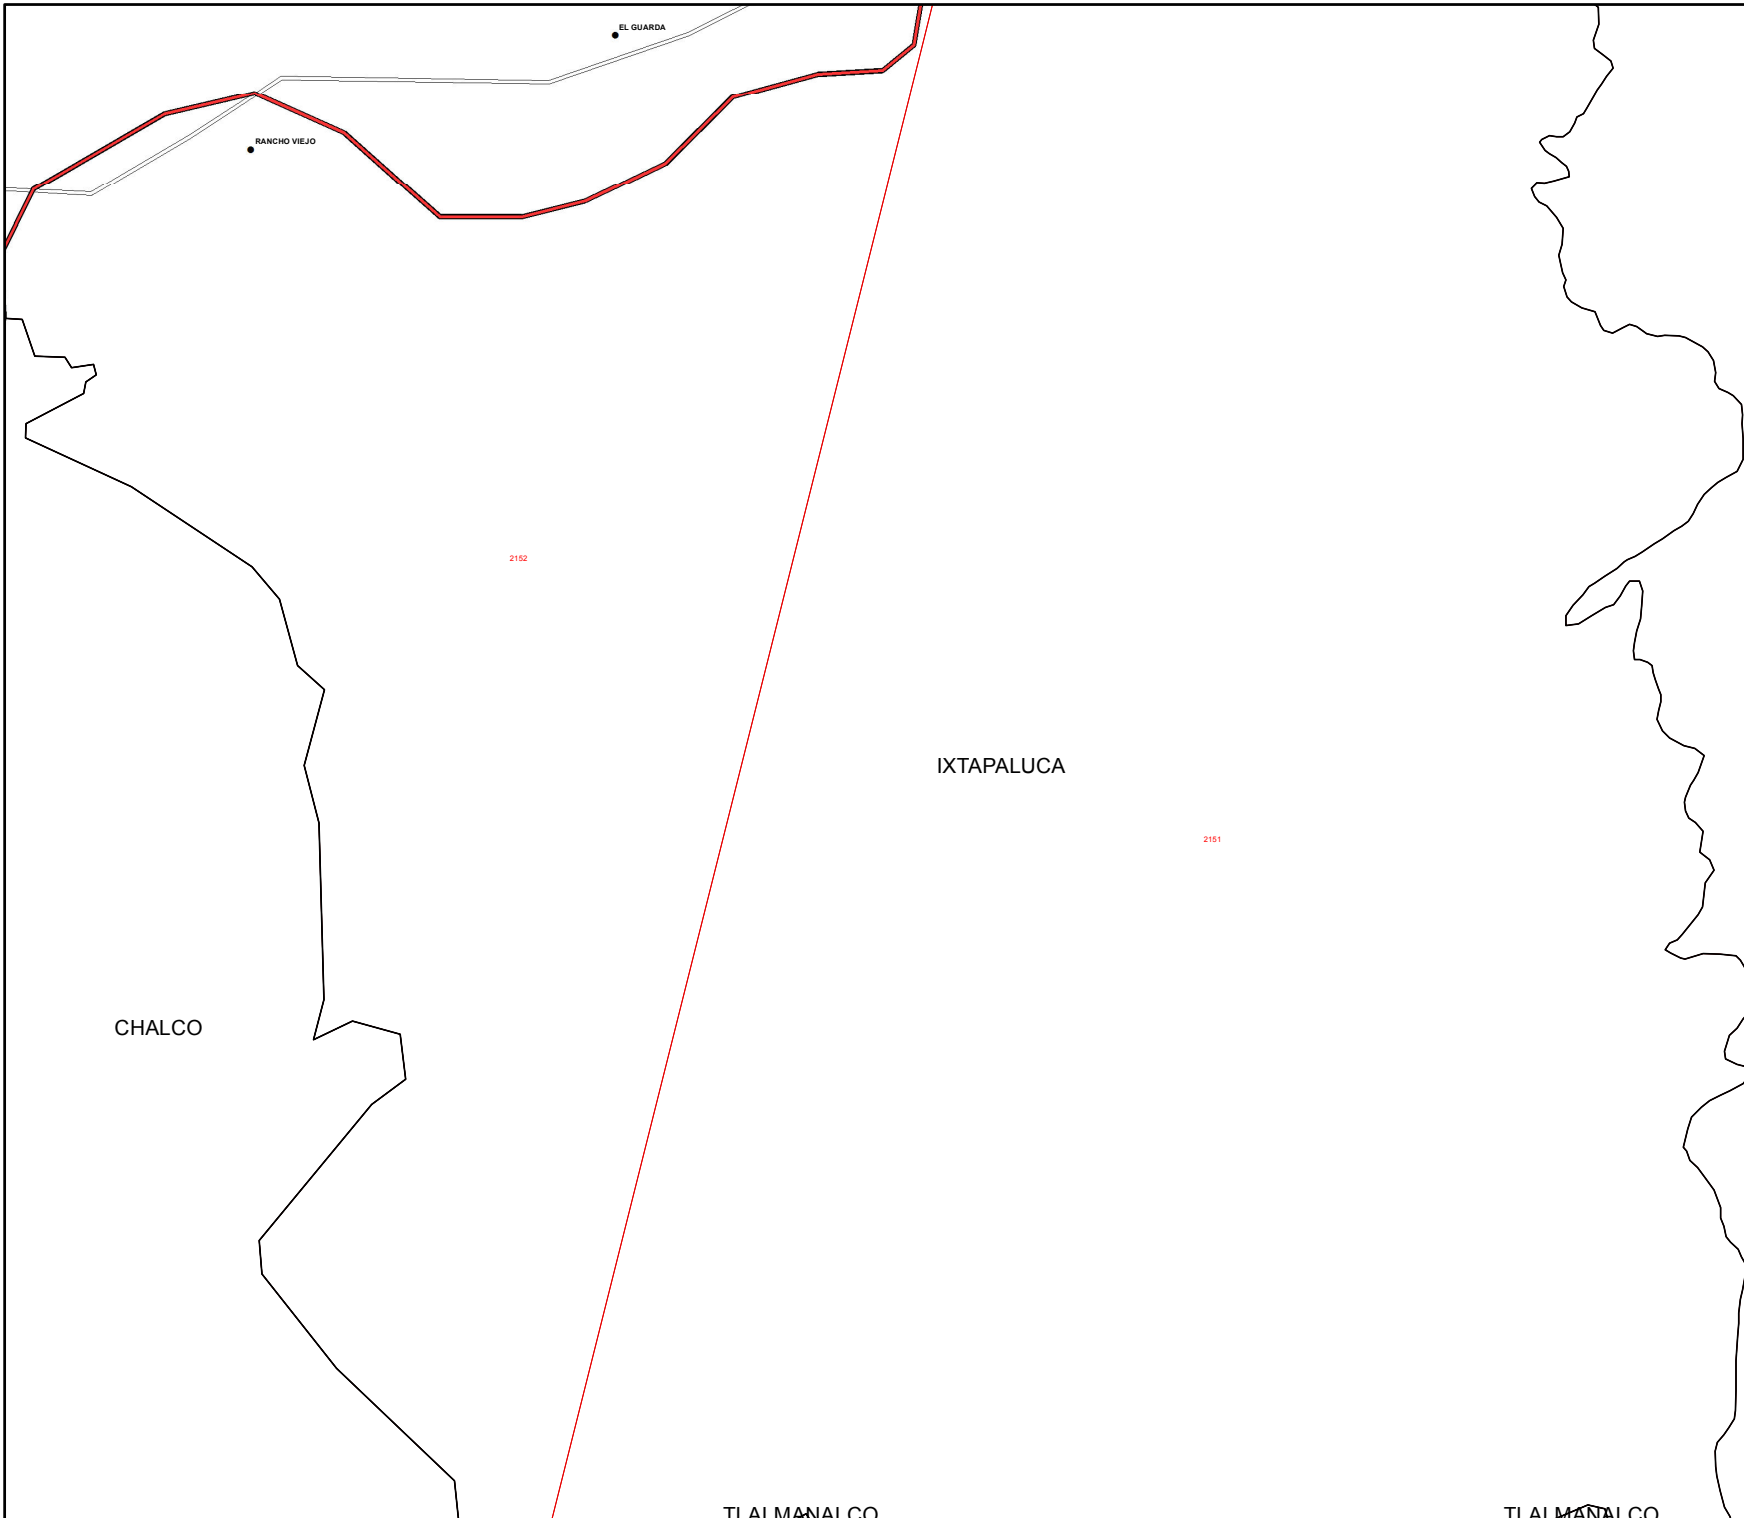 EL GUARDA
RANCHO VIEJO
2152
IXTAPALUCA
2151
CHALCO
TLALMANALCO
TLALMANALCO